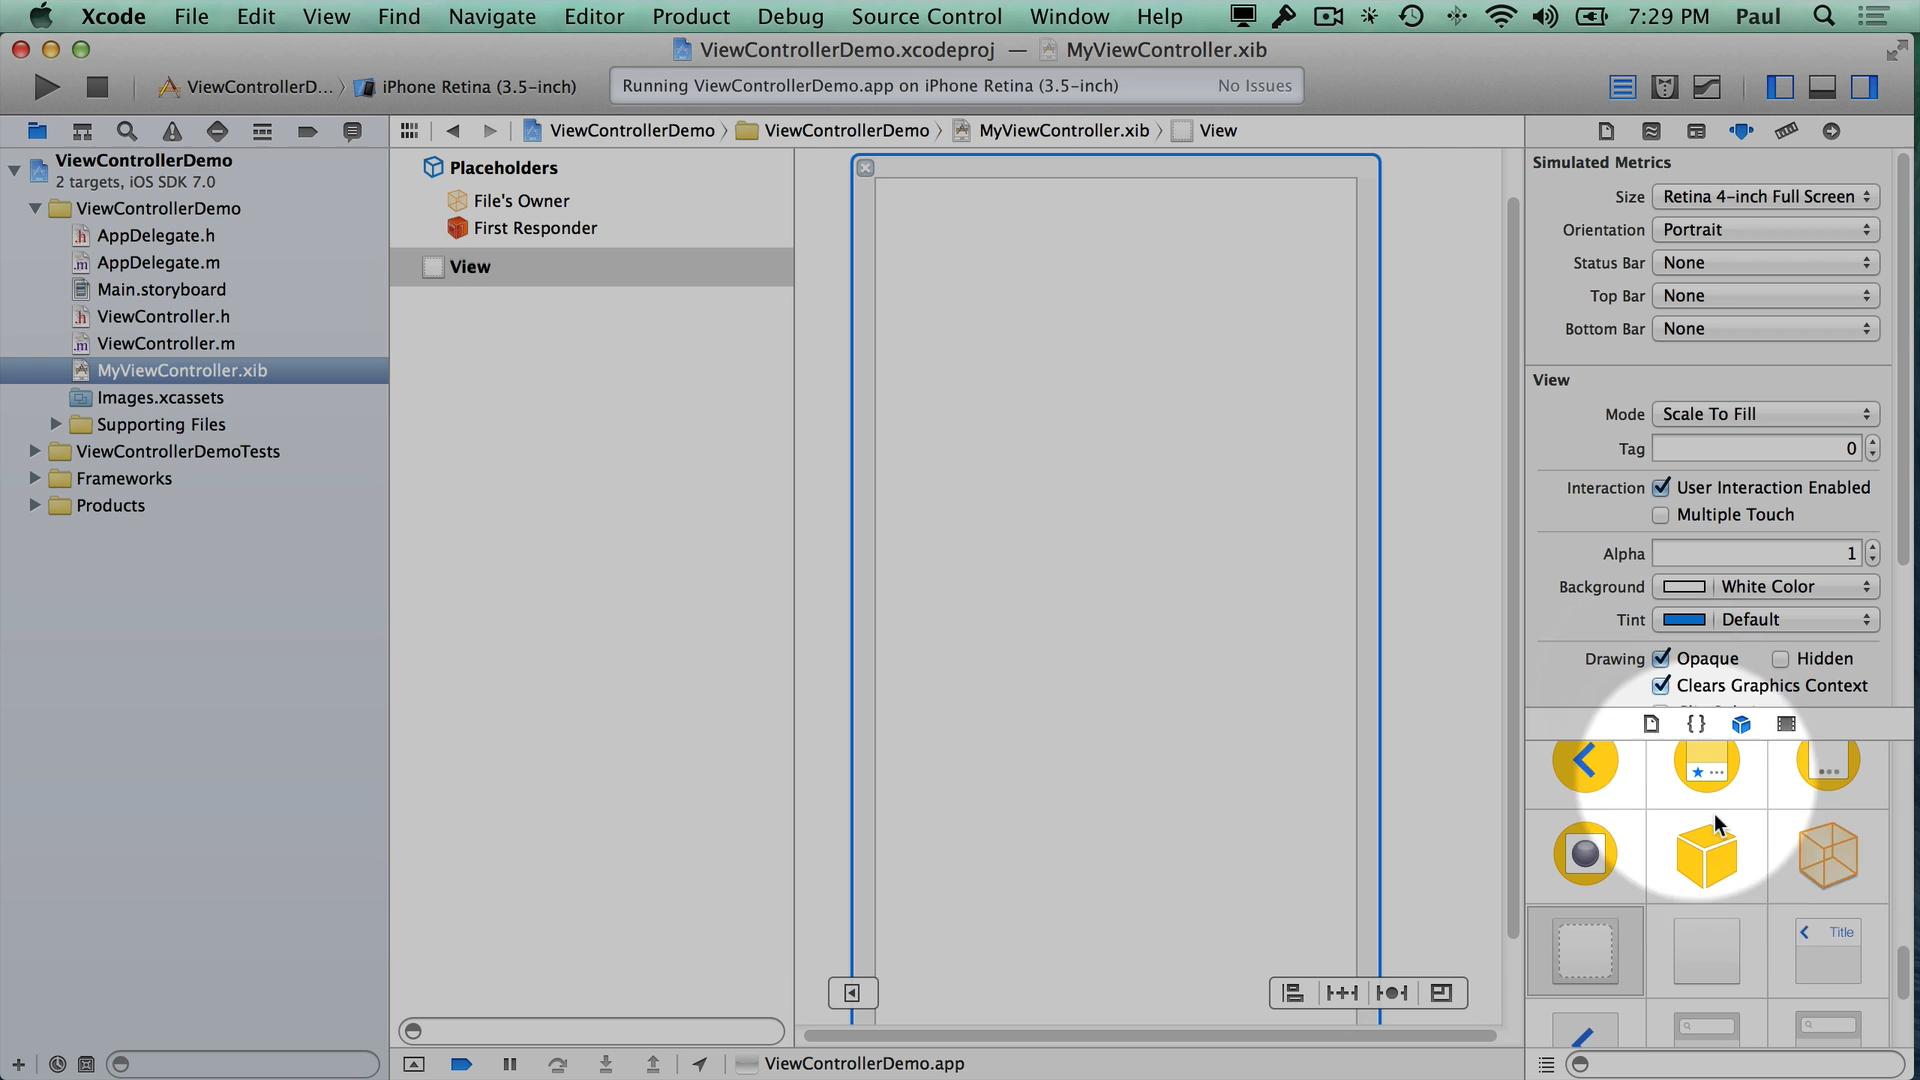 Xcode File Edit View Find Navigate Editor Product Debug Source Control Window Help 7:29 PM Paul
ViewControllerDemo.xcodeproj — MyViewController.xib
ViewControllerD... iPhone Retina (3.5-inch)
Running ViewControllerDemo.app on iPhone Retina (3.5-inch) No Issues
ViewControllerDemo ViewControllerDemo MyViewController.xib View
ViewControllerDemo
2 targets, iOS SDK 7.0
ViewControllerDemo
AppDelegate.h
AppDelegate.m
Main.storyboard
ViewController.h
ViewController.m
MyViewController.xib
Images.xcassets
Supporting Files
ViewControllerDemoTests
Frameworks
Products
Placeholders
File's Owner
First Responder
View
Simulated Metrics
Size Retina 4-inch Full Screen
Orientation Portrait
Status Bar None
Top Bar None
Bottom Bar None
View
Mode Scale To Fill
Tag 0
Interaction User Interaction Enabled
Multiple Touch
Alpha 1
Background White Color
Tint Default
Drawing Opaque Hidden
Clears Graphics Context
{ }
Title
ViewControllerDemo.app